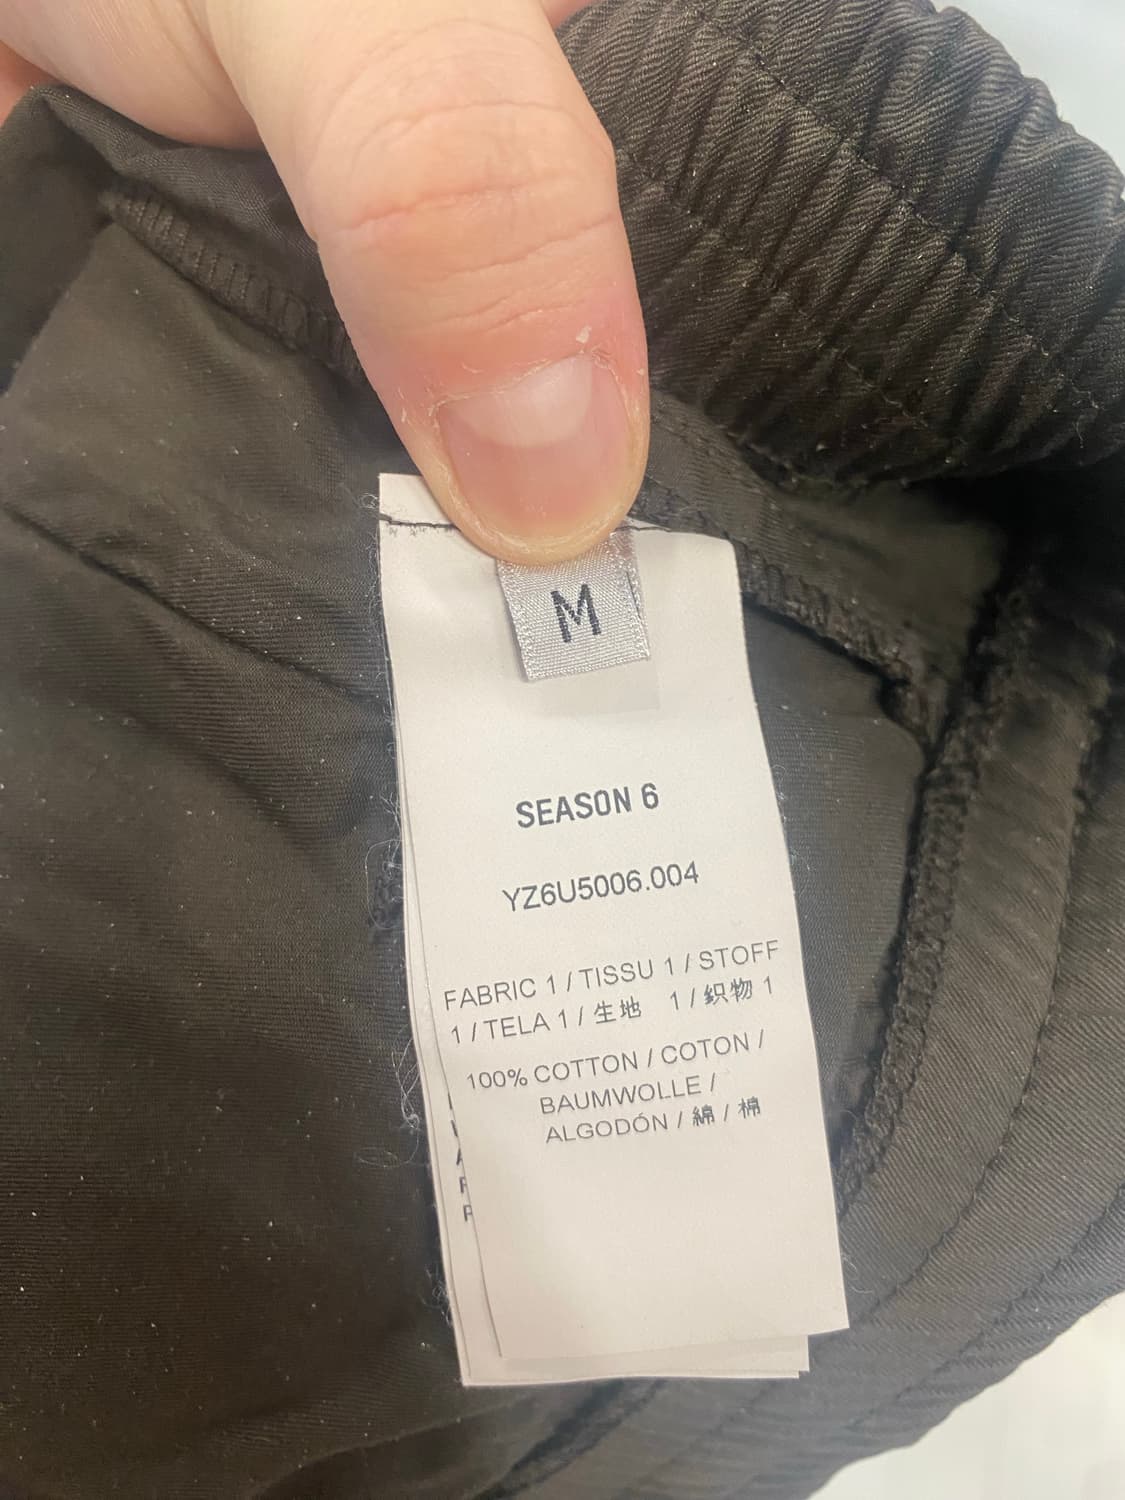 M
SEASON 6
YZ6U5006.004
FABRIC 1 / TISSU 1 / STOFF
1 / TELA 1 / 生地 1 / 织物 1
100% COTTON / COTON /
BAUMWOLLE /
ALGODÓN / 綿 / 棉